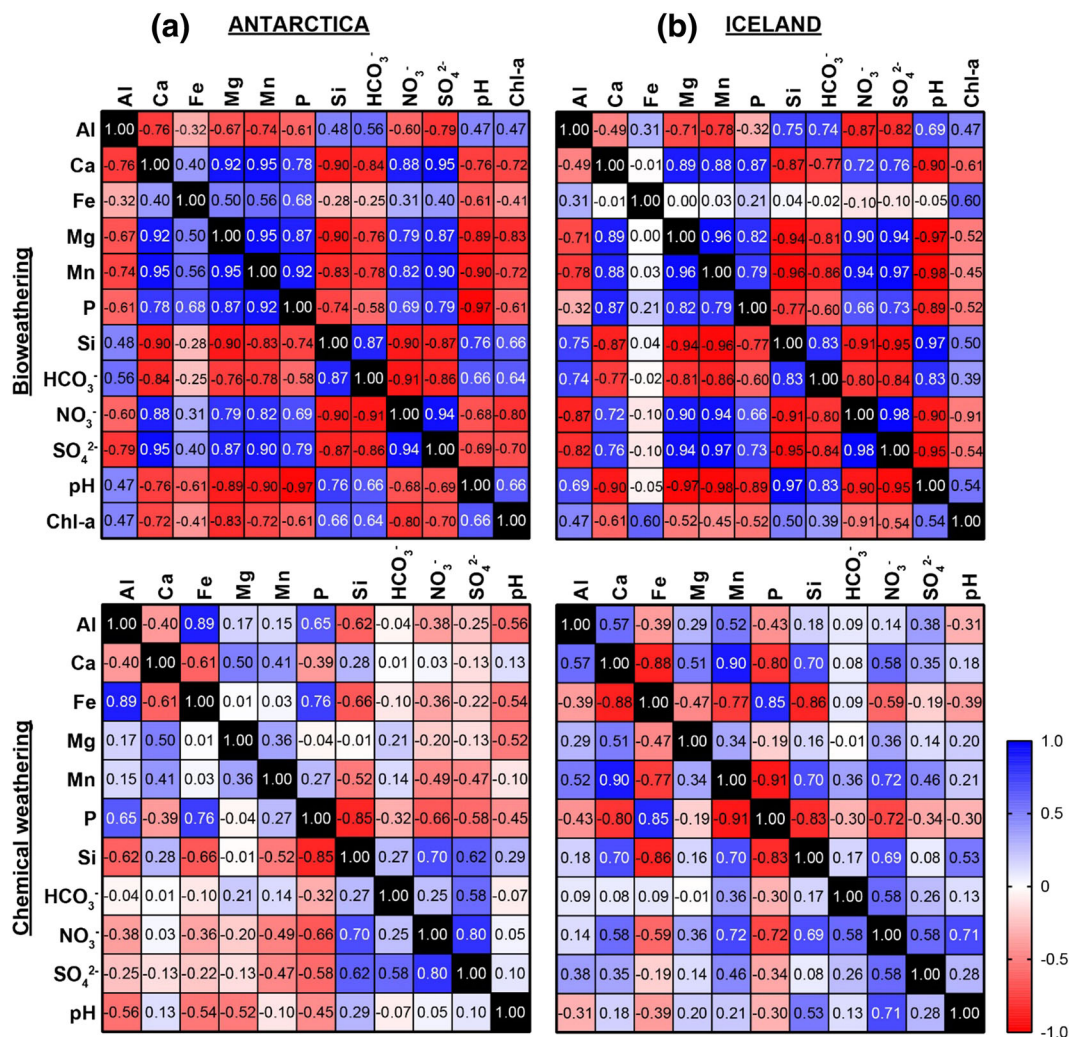 (a) ANTARCTICA
Al Ca Fe Mg Mn P Si HCO₃⁻ NO₃⁻ SO₄²⁻ pH Chl-a
Bioweathering
Al 1.00 -0.76 -0.32 -0.67 -0.74 -0.61 0.48 0.56 -0.60 -0.79 0.47 0.47
Ca -0.76 1.00 0.40 0.92 0.95 0.78 -0.90 -0.84 0.88 0.95 -0.76 -0.72
Fe -0.32 0.40 1.00 0.50 0.56 0.68 -0.28 -0.25 0.31 0.40 -0.61 -0.41
Mg -0.67 0.92 0.50 1.00 0.95 0.87 -0.90 -0.76 0.79 0.87 -0.89 -0.83
Mn -0.74 0.95 0.56 0.95 1.00 0.92 -0.83 -0.78 0.82 0.90 -0.90 -0.72
P -0.61 0.78 0.68 0.87 0.92 1.00 -0.74 -0.58 0.69 0.79 -0.97 -0.61
Si 0.48 -0.90 -0.28 -0.90 -0.83 -0.74 1.00 0.87 -0.90 -0.87 0.76 0.66
HCO₃⁻ 0.56 -0.84 -0.25 -0.76 -0.78 -0.58 0.87 1.00 -0.91 -0.86 0.66 0.64
NO₃⁻ -0.60 0.88 0.31 0.79 0.82 0.69 -0.90 -0.91 1.00 0.94 -0.68 -0.80
SO₄²⁻ -0.79 0.95 0.40 0.87 0.90 0.79 -0.87 -0.86 0.94 1.00 -0.69 -0.70
pH 0.47 -0.76 -0.61 -0.89 -0.90 -0.97 0.76 0.66 -0.68 -0.69 1.00 0.66
Chl-a 0.47 -0.72 -0.41 -0.83 -0.72 -0.61 0.66 0.64 -0.80 -0.70 0.66 1.00
(b) ICELAND
Al Ca Fe Mg Mn P Si HCO₃⁻ NO₃⁻ SO₄²⁻ pH Chl-a
1.00 -0.49 0.31 -0.71 -0.78 -0.32 0.75 0.74 -0.87 -0.82 0.69 0.47
-0.49 1.00 -0.01 0.89 0.88 0.87 -0.87 -0.77 0.72 0.76 -0.90 -0.61
0.31 -0.01 1.00 0.00 0.03 0.21 0.04 -0.02 -0.10 -0.10 -0.05 0.60
-0.71 0.89 0.00 1.00 0.96 0.82 -0.94 -0.81 0.90 0.94 -0.97 -0.52
-0.78 0.88 0.03 0.96 1.00 0.79 -0.96 -0.86 0.94 0.97 -0.98 -0.45
-0.32 0.87 0.21 0.82 0.79 1.00 -0.77 -0.60 0.66 0.73 -0.89 -0.52
0.75 -0.87 0.04 -0.94 -0.96 -0.77 1.00 0.83 -0.91 -0.95 0.97 0.50
0.74 -0.77 -0.02 -0.81 -0.86 -0.60 0.83 1.00 -0.80 -0.84 0.83 0.39
-0.87 0.72 -0.10 0.90 0.94 0.66 -0.91 -0.80 1.00 0.98 -0.90 -0.91
-0.82 0.76 -0.10 0.94 0.97 0.73 -0.95 -0.84 0.98 1.00 -0.95 -0.54
0.69 -0.90 -0.05 -0.97 -0.98 -0.89 0.97 0.83 -0.90 -0.95 1.00 0.54
0.47 -0.61 0.60 -0.52 -0.45 -0.52 0.50 0.39 -0.91 -0.54 0.54 1.00
Al Ca Fe Mg Mn P Si HCO₃⁻ NO₃⁻ SO₄²⁻ pH
Chemical weathering
Al 1.00 -0.40 0.89 0.17 0.15 0.65 -0.62 -0.04 -0.38 -0.25 -0.56
Ca -0.40 1.00 -0.61 0.50 0.41 -0.39 0.28 0.01 0.03 -0.13 0.13
Fe 0.89 -0.61 1.00 0.01 0.03 0.76 -0.66 -0.10 -0.36 -0.22 -0.54
Mg 0.17 0.50 0.01 1.00 0.36 -0.04 -0.01 0.21 -0.20 -0.13 -0.52
Mn 0.15 0.41 0.03 0.36 1.00 0.27 -0.52 0.14 -0.49 -0.47 -0.10
P 0.65 -0.39 0.76 -0.04 0.27 1.00 -0.85 -0.32 -0.66 -0.58 -0.45
Si -0.62 0.28 -0.66 -0.01 -0.52 -0.85 1.00 0.27 0.70 0.62 0.29
HCO₃⁻ -0.04 0.01 -0.10 0.21 0.14 -0.32 0.27 1.00 0.25 0.58 -0.07
NO₃⁻ -0.38 0.03 -0.36 -0.20 -0.49 -0.66 0.70 0.25 1.00 0.80 0.05
SO₄²⁻ -0.25 -0.13 -0.22 -0.13 -0.47 -0.58 0.62 0.58 0.80 1.00 0.10
pH -0.56 0.13 -0.54 -0.52 -0.10 -0.45 0.29 -0.07 0.05 0.10 1.00
Al Ca Fe Mg Mn P Si HCO₃⁻ NO₃⁻ SO₄²⁻ pH
1.00 0.57 -0.39 0.29 0.52 -0.43 0.18 0.09 0.14 0.38 -0.31
0.57 1.00 -0.88 0.51 0.90 -0.80 0.70 0.08 0.58 0.35 0.18
-0.39 -0.88 1.00 -0.47 -0.77 0.85 -0.86 0.09 -0.59 -0.19 -0.39
0.29 0.51 -0.47 1.00 0.34 -0.19 0.16 -0.01 0.36 0.14 0.20
0.52 0.90 -0.77 0.34 1.00 -0.91 0.70 0.36 0.72 0.46 0.21
-0.43 -0.80 0.85 -0.19 -0.91 1.00 -0.83 -0.30 -0.72 -0.34 -0.30
0.18 0.70 -0.86 0.16 0.70 -0.83 1.00 0.17 0.69 0.08 0.53
0.09 0.08 0.09 -0.01 0.36 -0.30 0.17 1.00 0.58 0.26 0.13
0.14 0.58 -0.59 0.36 0.72 -0.72 0.69 0.58 1.00 0.58 0.71
0.38 0.35 -0.19 0.14 0.46 -0.34 0.08 0.26 0.58 1.00 0.28
-0.31 0.18 -0.39 0.20 0.21 -0.30 0.53 0.13 0.71 0.28 1.00
1.0
0.5
0
-0.5
-1.0